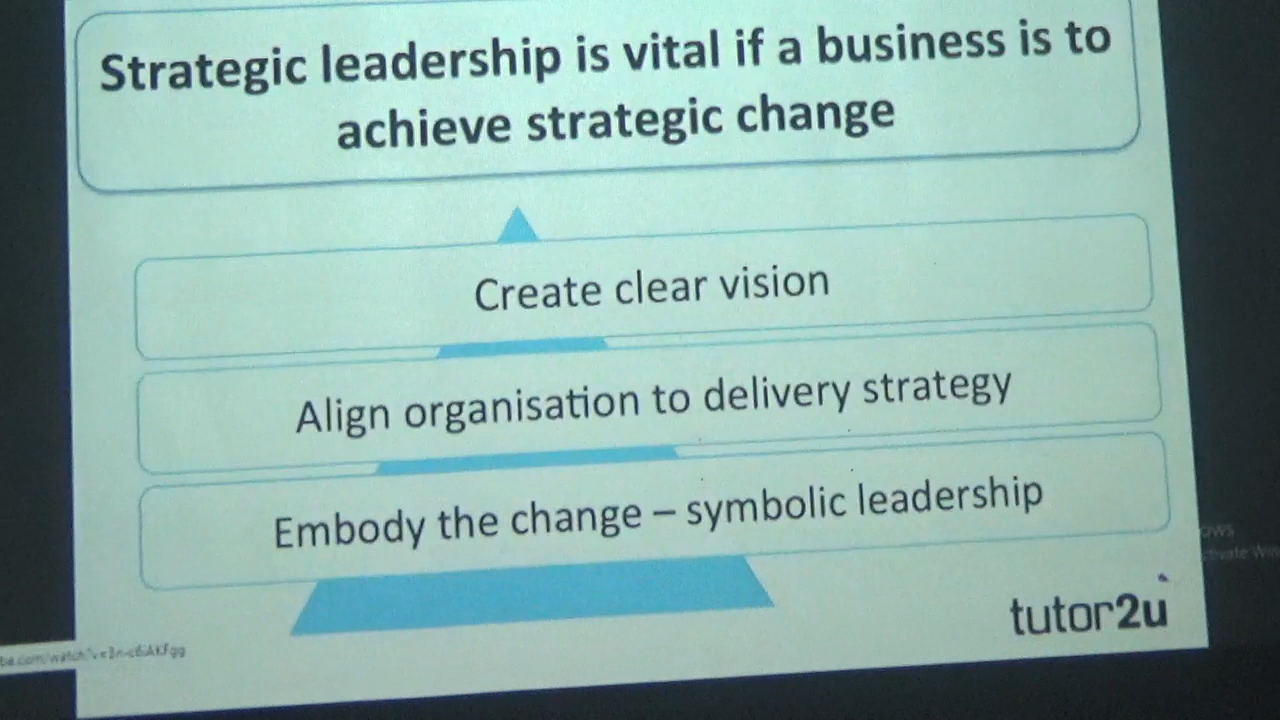 Strategic leadership is vital if a business is to
achieve strategic change
Create clear vision
Align organisation to delivery strategy
Embody the change – symbolic leadership
tutor2u